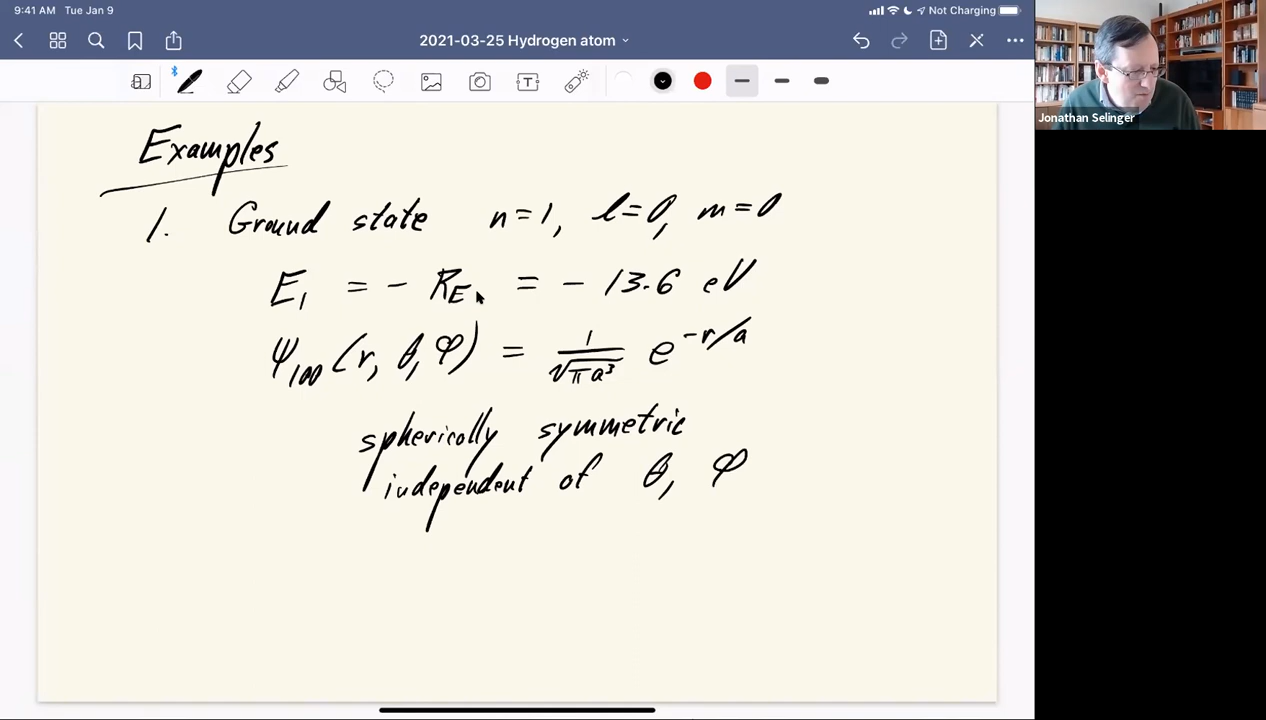 9:41 AM Tue Jan 9
Not Charging
2021-03-25 Hydrogen atom
T
Jonathan Selinger
Examples
1. Ground state n=1, l=0, m=0
E₁ = - R_E = - 13.6 eV
ψ₁₀₀(r, θ, φ) = 1/√(πa³) e^(-r/a)
spherically symmetric
independent of θ, φ